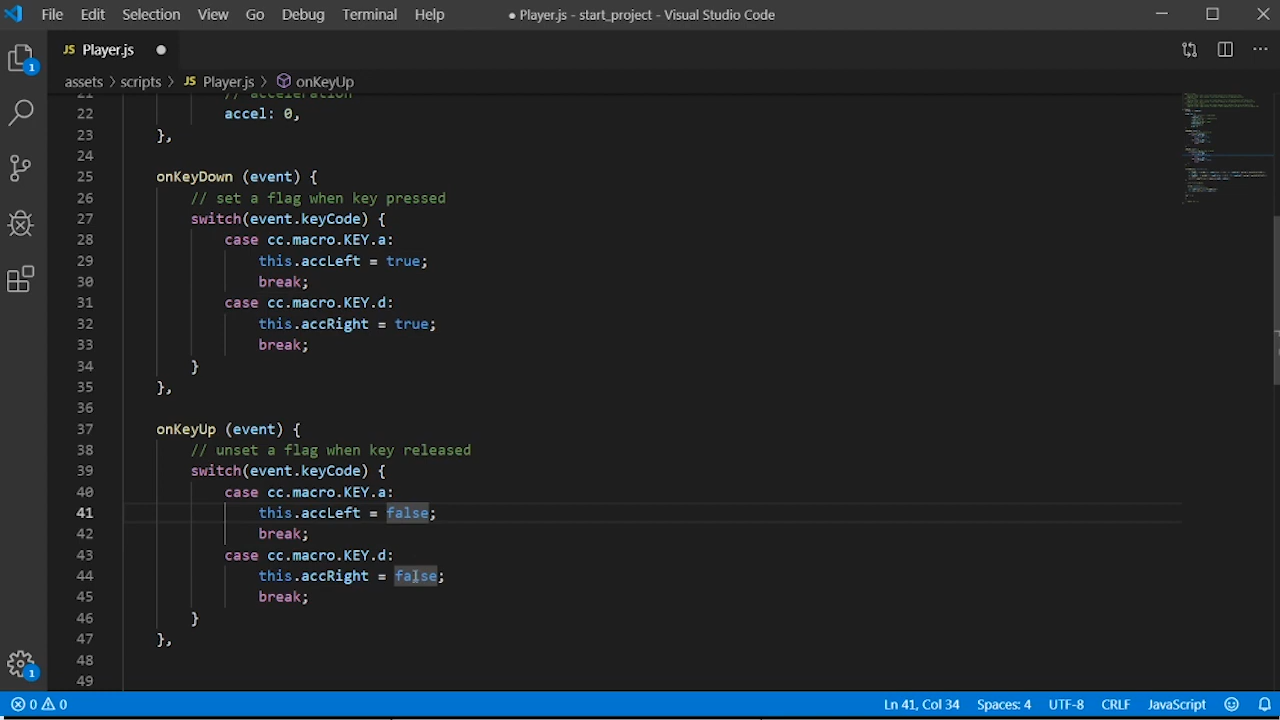 File Edit Selection View Go Debug Terminal Help ● Player.js - start_project - Visual Studio Code
JS Player.js ●
assets > scripts > JS Player.js > onKeyUp
21 // acceleration
22 accel: 0,
23 },
24
25 onKeyDown (event) {
26 // set a flag when key pressed
27 switch(event.keyCode) {
28 case cc.macro.KEY.a:
29 this.accLeft = true;
30 break;
31 case cc.macro.KEY.d:
32 this.accRight = true;
33 break;
34 }
35 },
36
37 onKeyUp (event) {
38 // unset a flag when key released
39 switch(event.keyCode) {
40 case cc.macro.KEY.a:
41 this.accLeft = false;
42 break;
43 case cc.macro.KEY.d:
44 this.accRight = false;
45 break;
46 }
47 },
48
49
1
1
0 0 Ln 41, Col 34 Spaces: 4 UTF-8 CRLF JavaScript